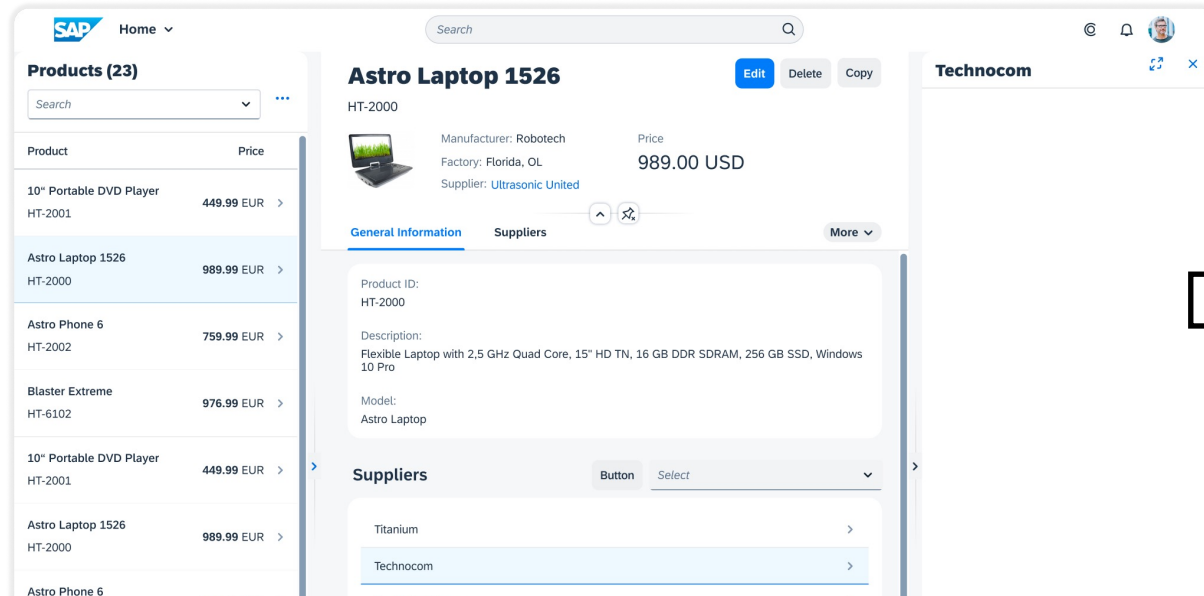 SAP Home
Search
Products (23)
Search
Product Price
10“ Portable DVD Player
HT-2001
449.99 EUR
Astro Laptop 1526
HT-2000
989.99 EUR
Astro Phone 6
HT-2002
759.99 EUR
Blaster Extreme
HT-6102
976.99 EUR
10“ Portable DVD Player
HT-2001
449.99 EUR
Astro Laptop 1526
HT-2000
989.99 EUR
Astro Phone 6
Astro Laptop 1526
Edit Delete Copy
HT-2000
Manufacturer: Robotech
Factory: Florida, OL
Supplier: Ultrasonic United
Price
989.00 USD
General Information Suppliers More
Product ID:
HT-2000
Description:
Flexible Laptop with 2,5 GHz Quad Core, 15" HD TN, 16 GB DDR SDRAM, 256 GB SSD, Windows
10 Pro
Model:
Astro Laptop
Suppliers Button Select
Titanium
Technocom
Technocom